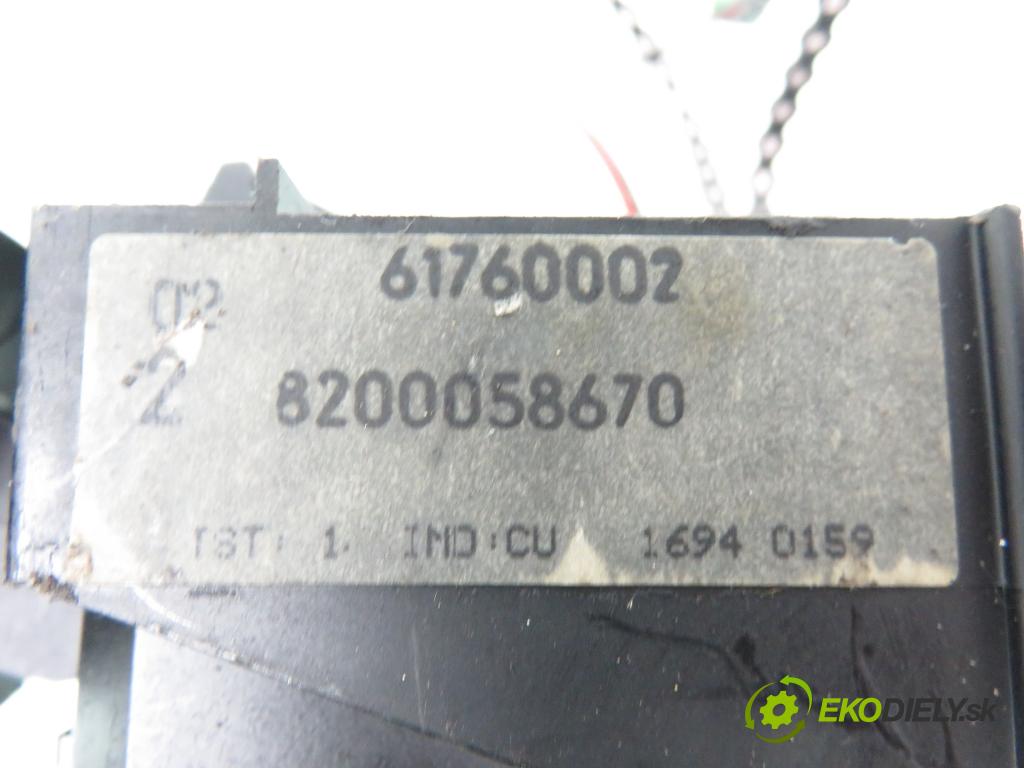 61760002
CM2
2
8200058670
TST: 1. IND:CU 1694 0159
EKODIELY.sk